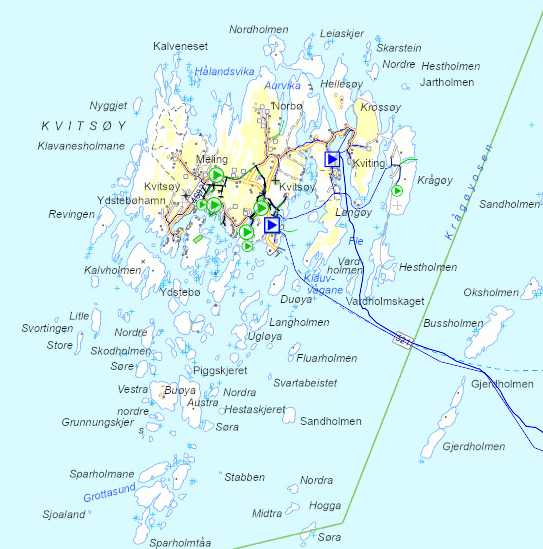 Nordholmen
Leiaskjer
Kalveneset
Skarstein
Nordre
Hestholmen
Hålandsvika
Jartholmen
Aurvika
Hellesøy
Nyggjet
Norbø
Krossøy
KVITSØY
Klavanesholmane
Meling
Kviting
Kvitsøy
Kvitsøy
Krågøy
Ydstebøhamn
Krågøyosen
Sandholmen
Revingen
Langøy
Fle
Kalvholmen
Vard-
holmen
Hestholmen
Klauv-
vågane
Ydstebø
Duøya
Vardholmskaget
Oksholmen
Litle
Langholmen
Bussholmen
Svortingen
Nordre
Ugløya
Store
Skodholmen
(521)
Fluarholmen
Søre
Piggskjeret
Svartabeistet
Gjerdholmen
Vestra
Buøya
Nordra
Austra
nordre
Hestaskjeret
Grunnungskjer
Sandholmen
s
Søra
Gjerdholmen
Sparholmane
Stabben
Nordra
Grottasund
Hogga
Sjoaland
Midtra
Søra
Sparholmtåa